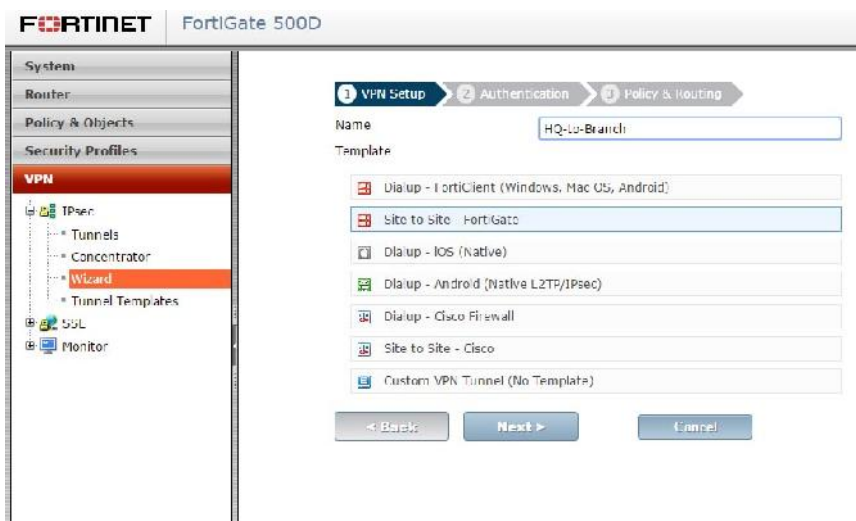 FORTINET FortiGate 500D
System
Router
Policy & Objects
Security Profiles
VPN
IPsec
Tunnels
Concentrator
Wizard
Tunnel Templates
SSL
Monitor
1 VPN Setup 2 Authentication 3 Policy & Routing
Name HQ-to-Branch
Template
Dialup - FortiClient (Windows, Mac OS, Android)
Site to Site - FortiGate
Dialup - iOS (Native)
Dialup - Android (Native L2TP/IPsec)
Dialup - Cisco Firewall
Site to Site - Cisco
Custom VPN Tunnel (No Template)
< Back Next > Cancel